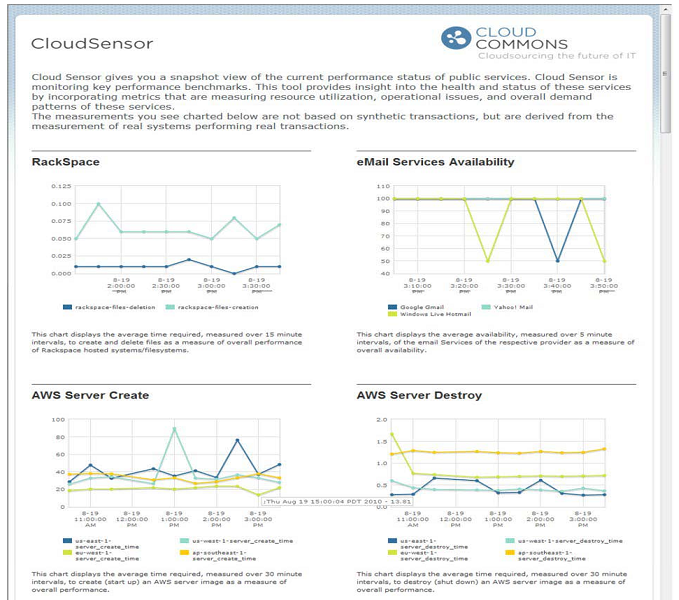 CloudSensor
CLOUD
COMMONS
Cloudsourcing the future of IT
Cloud Sensor gives you a snapshot view of the current performance status of public services. Cloud Sensor is
monitoring key performance benchmarks. This tool provides insight into the health and status of these services
by incorporating metrics that are measuring resource utilization, operational issues, and overall demand
patterns of these services.
The measurements you see charted below are not based on synthetic transactions, but are derived from the
measurement of real systems performing real transactions.
RackSpace
0.125
0.100
0.075
0.050
0.025
0.000
8-19 8-19 8-19 8-19
2:00:00 2:30:00 3:00:00 3:30:00
PM PM PM PM
rackspace-files-deletion rackspace-files-creation
This chart displays the average time required, measured over 15 minute
intervals, to create and delete files as a measure of overall performance
of Rackspace hosted systems/filesystems.
eMail Services Availability
110
100
90
80
70
60
50
40
8-19 8-19 8-19 8-19 8-19
3:10:00 3:20:00 3:30:00 3:40:00 3:50:00
PM PM PM PM PM
Google Gmail Yahoo! Mail
Windows Live Hotmail
This chart displays the average availability, measured over 5 minute
intervals, of the email Services of the respective provider as a measure of
overall availability.
AWS Server Create
100
80
60
40
20
0
:Thu Aug 19 15:00:04 PDT 2010 - 13.81
8-19 8-19 8-19 8-19 8-19
11:00:00 12:00:00 1:00:00 2:00:00 3:00:00
AM PM PM PM PM
us-east-1- us-west-1-server_create_time
server_create_time
eu-west-1- ap-southeast-1-
server_create_time server_create_time
This chart displays the average time required, measured over 30 minute
intervals, to create (start up) an AWS server image as a measure of
overall performance.
AWS Server Destroy
2.0
1.5
1.0
0.5
0.0
8-19 8-19 8-19 8-19 8-19
11:00:00 12:00:00 1:00:00 2:00:00 3:00:00
AM PM PM PM PM
us-east-1- us-west-1-server_destroy_time
server_destroy_time
eu-west-1- ap-southeast-1-
server_destroy_time server_destroy_time
This chart displays the average time required, measured over 30 minute
intervals, to destroy (shut down) an AWS server image as a measure of
overall performance.